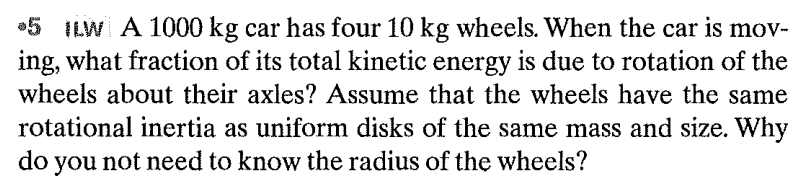 •5 ILW A 1000 kg car has four 10 kg wheels. When the car is mov-
ing, what fraction of its total kinetic energy is due to rotation of the
wheels about their axles? Assume that the wheels have the same
rotational inertia as uniform disks of the same mass and size. Why
do you not need to know the radius of the wheels?